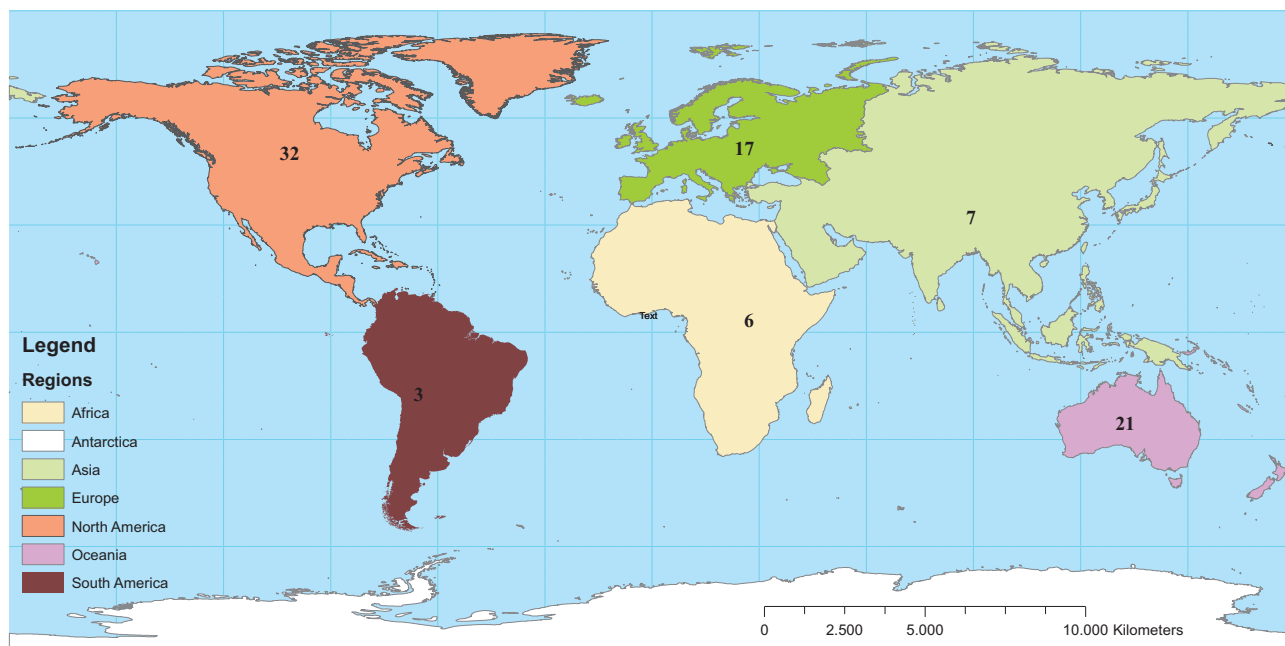 32
17
7
6
Text
3
21
Legend
Regions
Africa
Antarctica
Asia
Europe
North America
Oceania
South America
0 2.500 5.000 10.000 Kilometers